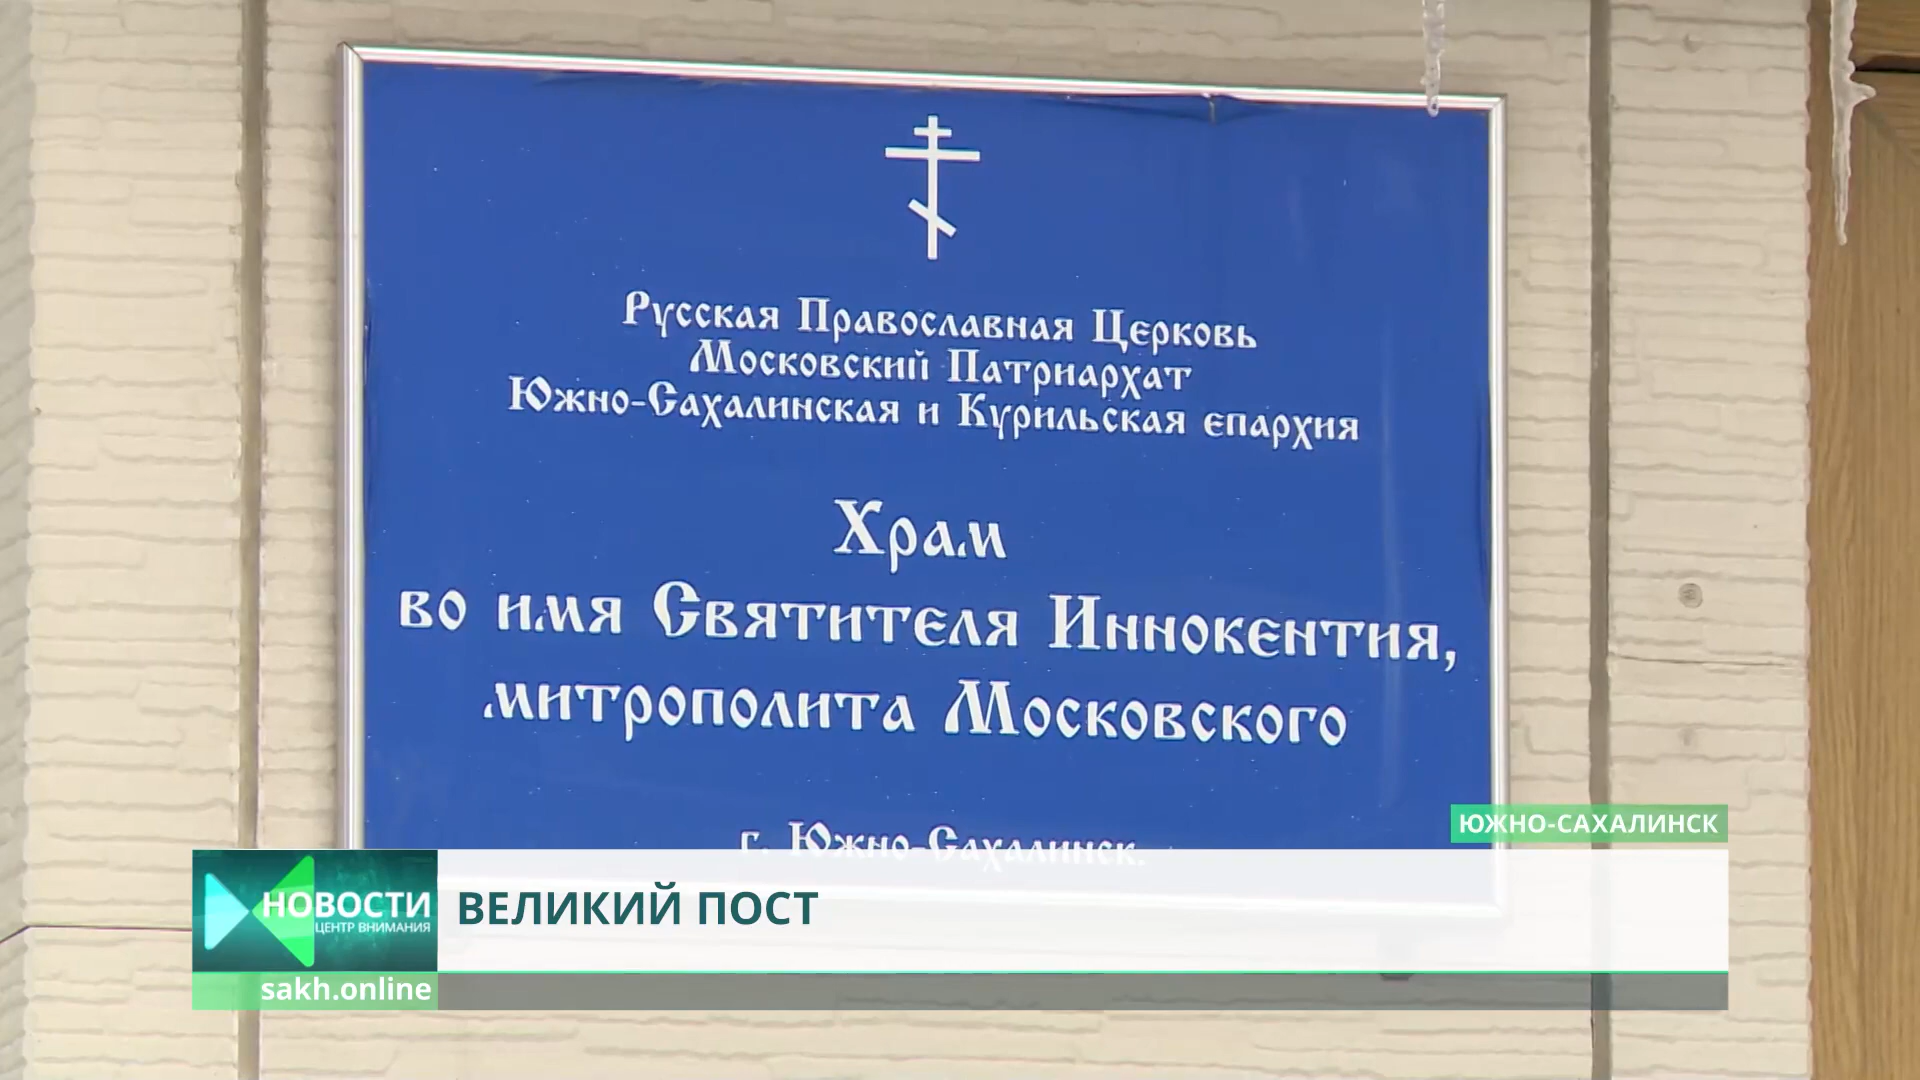 Русская Православная Церковь
Московский Патриархат
Южно-Сахалинская и Курильская епархия
Храм
во имя Святителя Иннокентия,
митрополита Московского
г. Южно-Сахалинск.
ЮЖНО-САХАЛИНСК
НОВОСТИ
ЦЕНТР ВНИМАНИЯ
ВЕЛИКИЙ ПОСТ
sakh.online